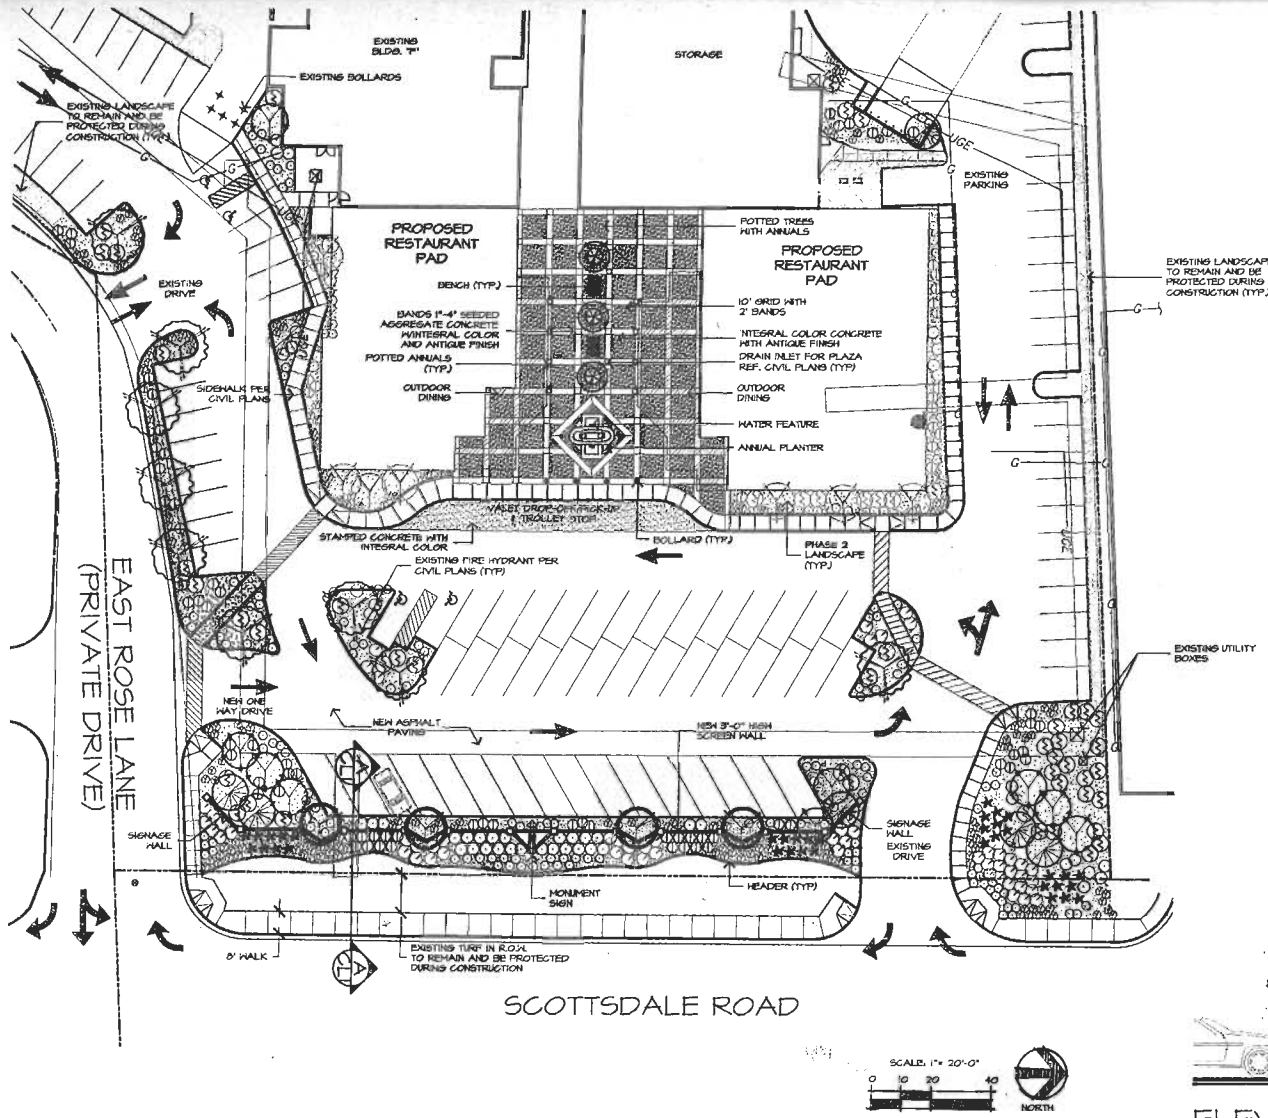 EXISTING
BLDG. "F"
STORAGE
EXISTING BOLLARDS
EXISTING LANDSCAPE
TO REMAIN AND BE
PROTECTED DURING
CONSTRUCTION (TYP.)
G
G
G
UGE
EXISTING
PARKING
PROPOSED
RESTAURANT
PAD
POTTED TREES
WITH ANNUALS
PROPOSED
RESTAURANT
PAD
EXISTING LANDSCAPE
TO REMAIN AND BE
PROTECTED DURING
CONSTRUCTION (TYP.)
EXISTING
DRIVE
BENCH (TYP.)
10' GRID WITH
2' BANDS
BANDS 1"-4" SEEDED
AGGREGATE CONCRETE
W/INTEGRAL COLOR
AND ANTIQUE FINISH
INTEGRAL COLOR CONCRETE
WITH ANTIQUE FINISH
POTTED ANNUALS
(TYP.)
DRAIN INLET FOR PLAZA
REF. CIVIL PLANS (TYP)
SIDEWALK PER
CIVIL PLANS
OUTDOOR
DINING
OUTDOOR
DINING
WATER FEATURE
ANNUAL PLANTER
UGE
UGE
G
G
G
VALET DROP-OFF/PICK-UP
& TROLLEY STOP
STAMPED CONCRETE WITH
INTEGRAL COLOR
BOLLARD (TYP.)
PHASE 2
LANDSCAPE
(TYP.)
EXISTING FIRE HYDRANT PER
CIVIL PLANS (TYP)
EAST ROSE LANE
(PRIVATE DRIVE)
EXISTING UTILITY
BOXES
NEW ONE
WAY DRIVE
NEW ASPHALT
PAVING
NEW 3'-0" HIGH
SCREEN WALL
A
SIGNAGE
WALL
SIGNAGE
WALL
EXISTING
DRIVE
HEADER (TYP)
MONUMENT
SIGN
8' WALK
A
EXISTING TURF IN R.O.W.
TO REMAIN AND BE PROTECTED
DURING CONSTRUCTION
SCOTTSDALE ROAD
SCALE: 1"= 20'-0"
0 10 20 40
NORTH